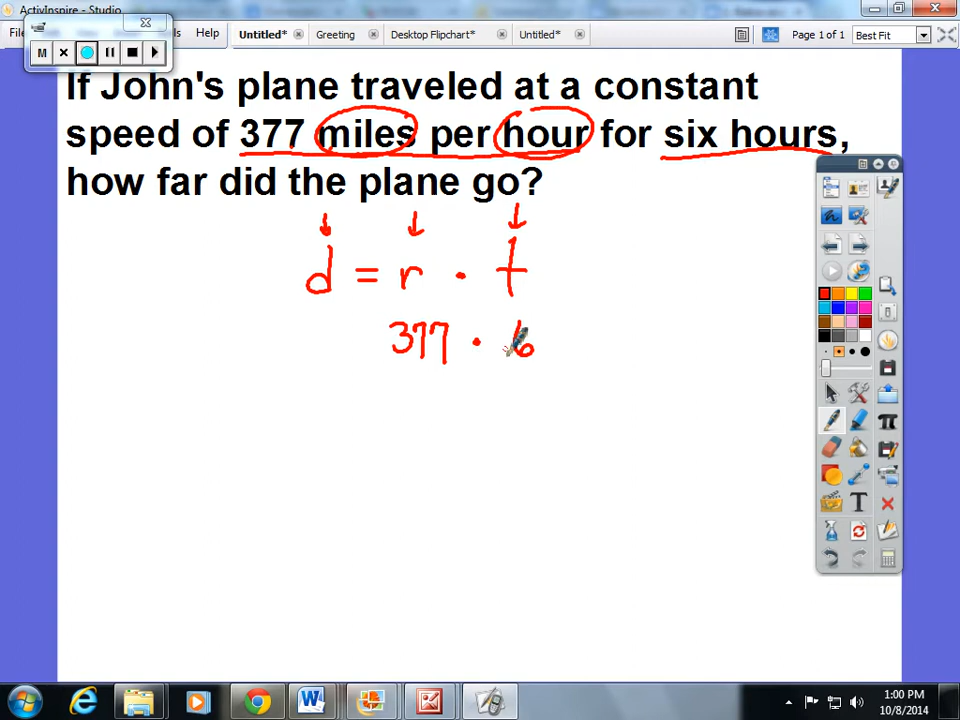 ActivInspire - Studio
File
Help
Untitled*
Greeting
Desktop Flipchart*
Untitled*
Page 1 of 1
Best Fit
M
If John's plane traveled at a constant
speed of 377 miles per hour for six hours,
how far did the plane go?
d = r · t
377 · 6
T
π
1:00 PM
10/8/2014